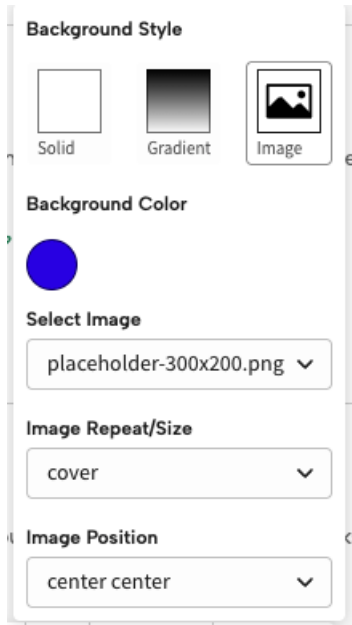 Background Style
Solid Gradient Image
Background Color
Select Image
placeholder-300x200.png
Image Repeat/Size
cover
Image Position
center center